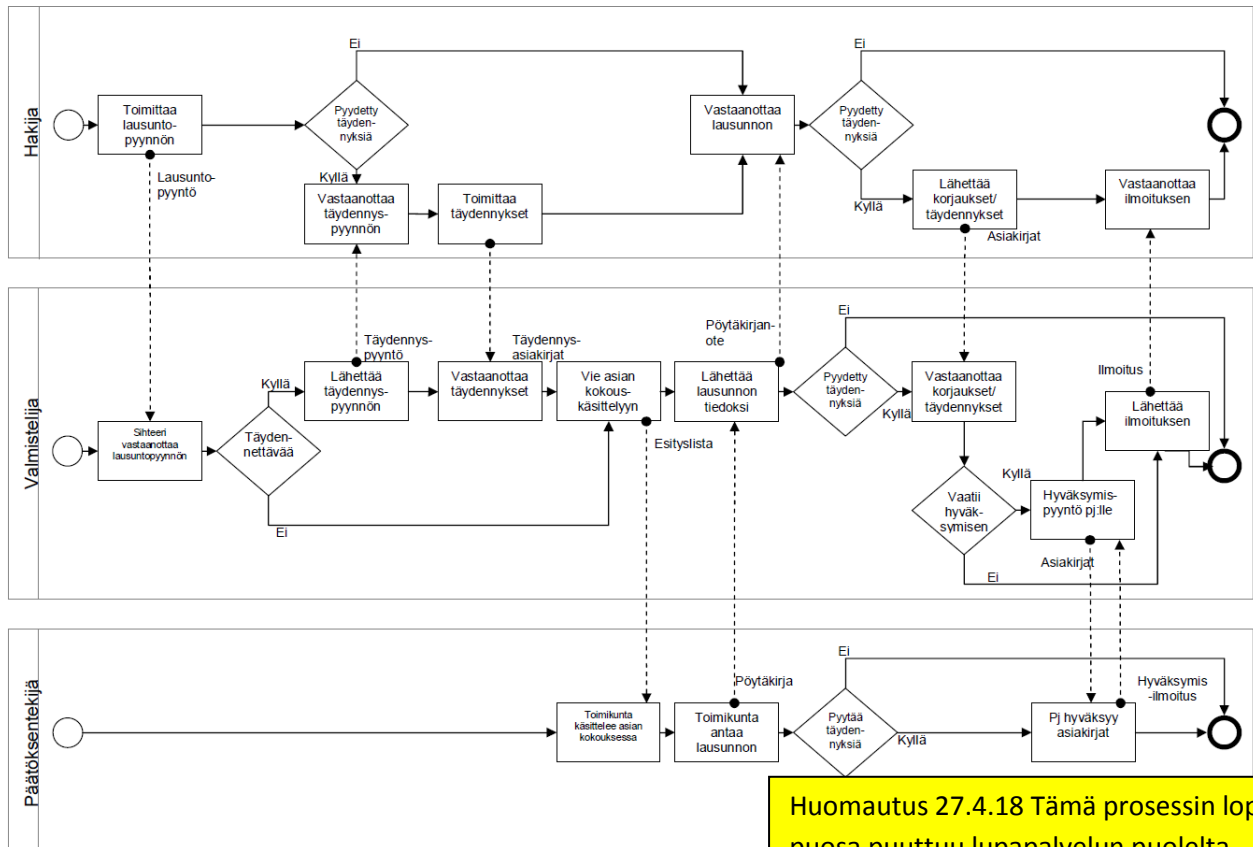 Hakija
Toimittaa
lausunto-
pyynnön
Lausunto-
pyyntö
Ei
Pyydetty
täyden-
nyksiä
Kyllä
Vastaanottaa
täydennys-
pyynnön
Toimittaa
täydennykset
Vastaanottaa
lausunnon
Ei
Pyydetty
täyden-
nyksiä
Kyllä
Lähettää
korjaukset/
täydennykset
Asiakirjat
Vastaanottaa
ilmoituksen
Valmistelija
Sihteeri
vastaanottaa
lausuntopyynnön
Täyden-
nettävää
Kyllä
Ei
Täydennys-
pyyntö
Lähettää
täydennys-
pyynnön
Täydennys-
asiakirjat
Vastaanottaa
täydennykset
Vie asian
kokous-
käsittelyyn
Esityslista
Pöytäkirjan-
ote
Lähettää
lausunnon
tiedoksi
Ei
Pyydetty
täyden-
nyksiä
Kyllä
Vastaanottaa
korjaukset/
täydennykset
Vaatii
hyväk-
symisen
Kyllä
Ei
Hyväksymis-
pyyntö pj:lle
Asiakirjat
Ilmoitus
Lähettää
ilmoituksen
Päätöksentekijä
Toimikunta
käsittelee asian
kokouksessa
Pöytäkirja
Toimikunta
antaa
lausunnon
Ei
Pyytää
täyden-
nyksiä
Kyllä
Pj hyväksyy
asiakirjat
Hyväksymis
-ilmoitus
Huomautus 27.4.18 Tämä prosessin lop
puosa puuttuu lupapalvelun puolelta